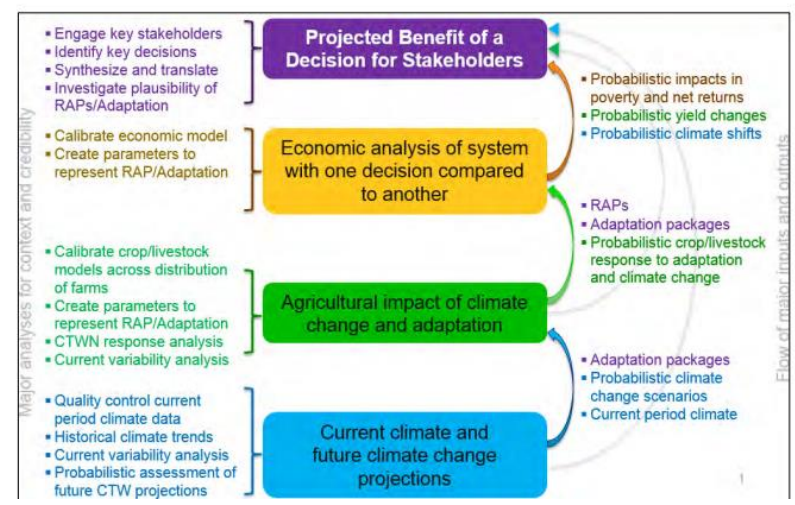 ▪ Engage key stakeholders
▪ Identify key decisions
▪ Synthesize and translate
▪ Investigate plausibility of
RAPs/Adaptation
Projected Benefit of a
Decision for Stakeholders
▪ Probabilistic impacts in
poverty and net returns
▪ Probabilistic yield changes
▪ Probabilistic climate shifts
▪ Calibrate economic model
▪ Create parameters to
represent RAP/Adaptation
Economic analysis of system
with one decision compared
to another
▪ RAPs
▪ Adaptation packages
▪ Probabilistic crop/livestock
response to adaptation
and climate change
▪ Calibrate crop/livestock
models across distribution
of farms
▪ Create parameters to
represent RAP/Adaptation
▪ CTWN response analysis
▪ Current variability analysis
Agricultural impact of climate
change and adaptation
▪ Adaptation packages
▪ Probabilistic climate
change scenarios
▪ Current period climate
▪ Quality control current
period climate data
▪ Historical climate trends
▪ Current variability analysis
▪ Probabilistic assessment of
future CTW projections
Current climate and
future climate change
projections
Major analyses for context and credibility
Flow of major inputs and outputs
1